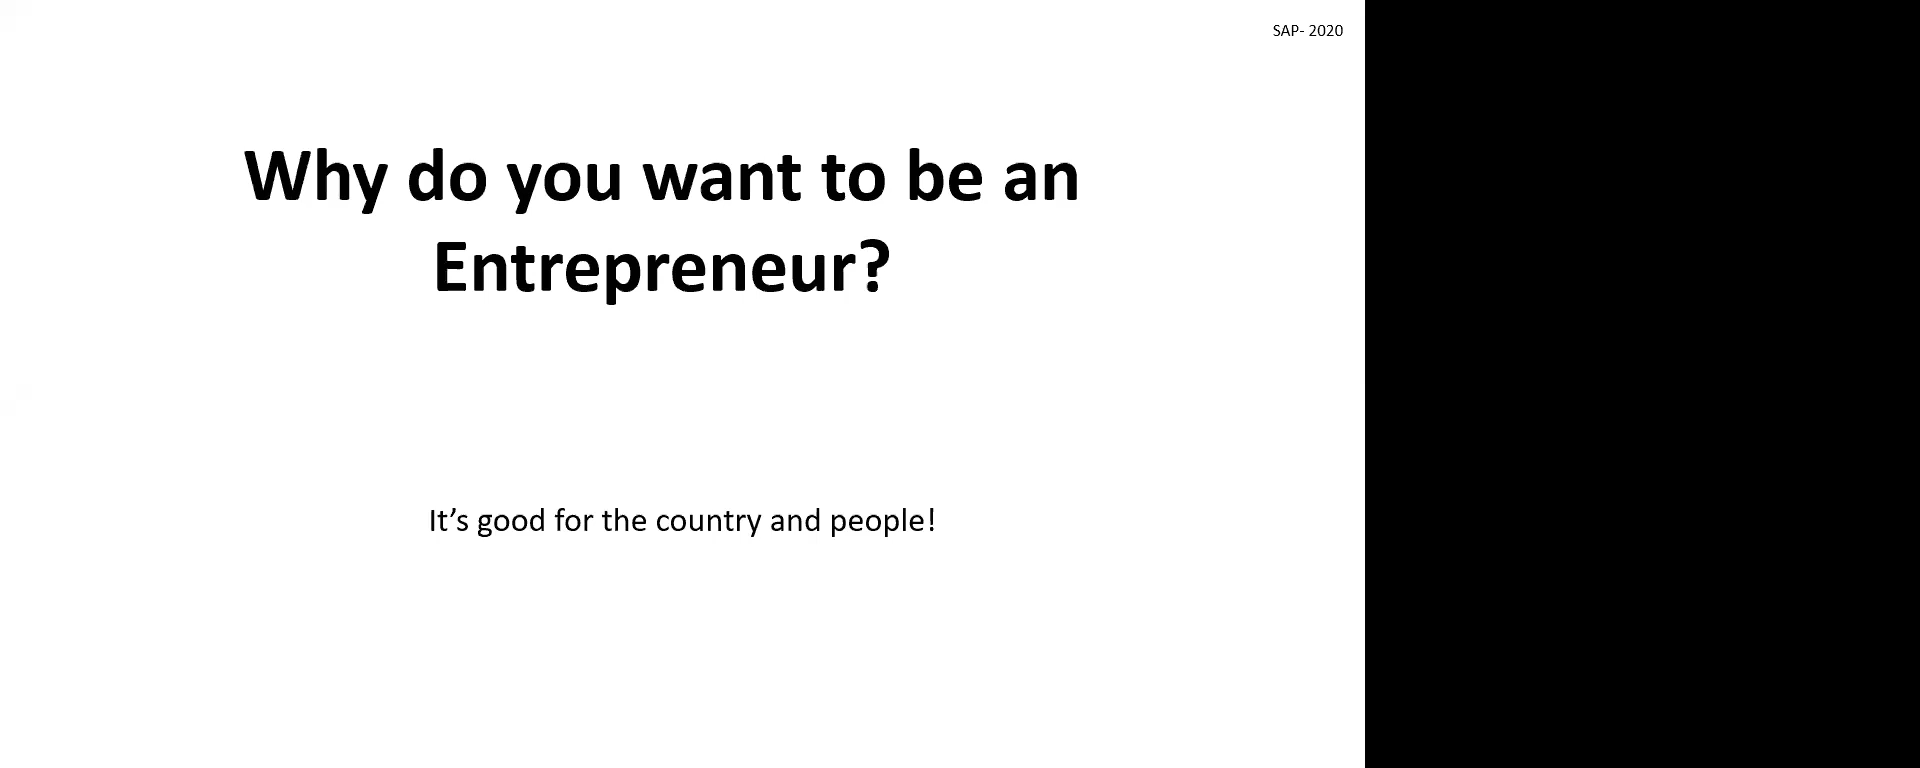 SAP- 2020
Why do you want to be an
Entrepreneur?
It’s good for the country and people!